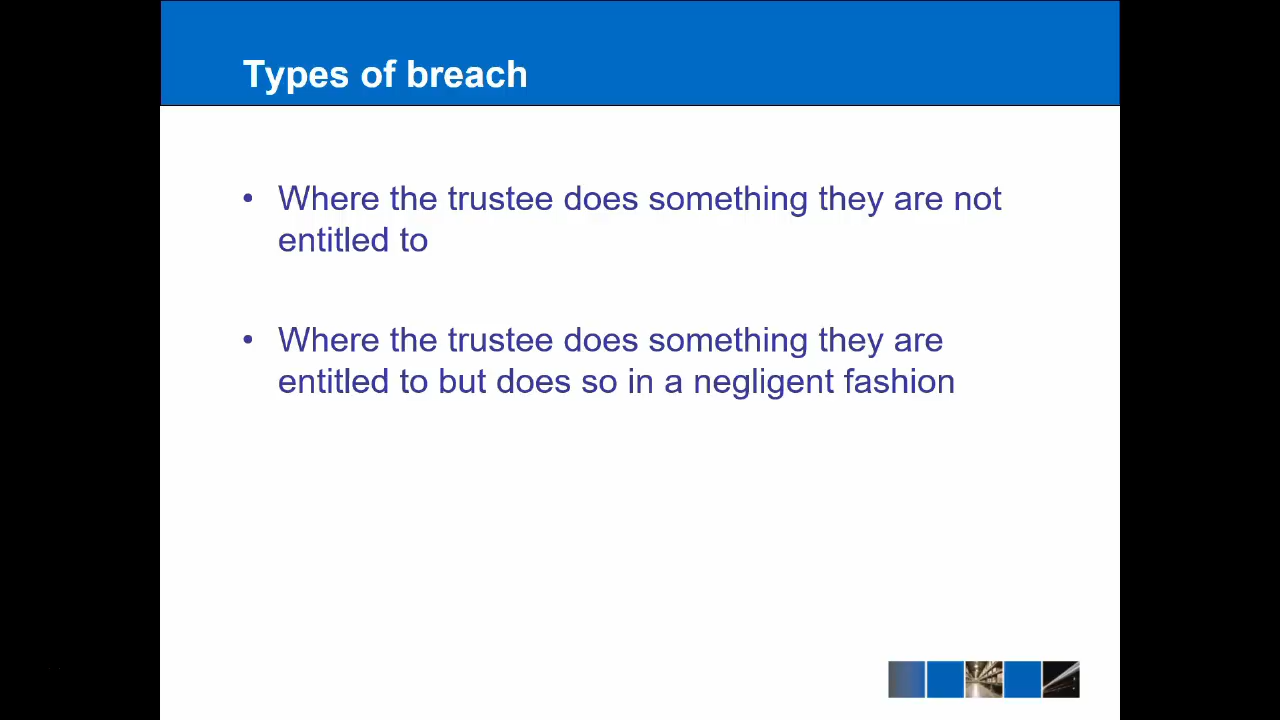 Types of breach
• Where the trustee does something they are not
entitled to
• Where the trustee does something they are
entitled to but does so in a negligent fashion